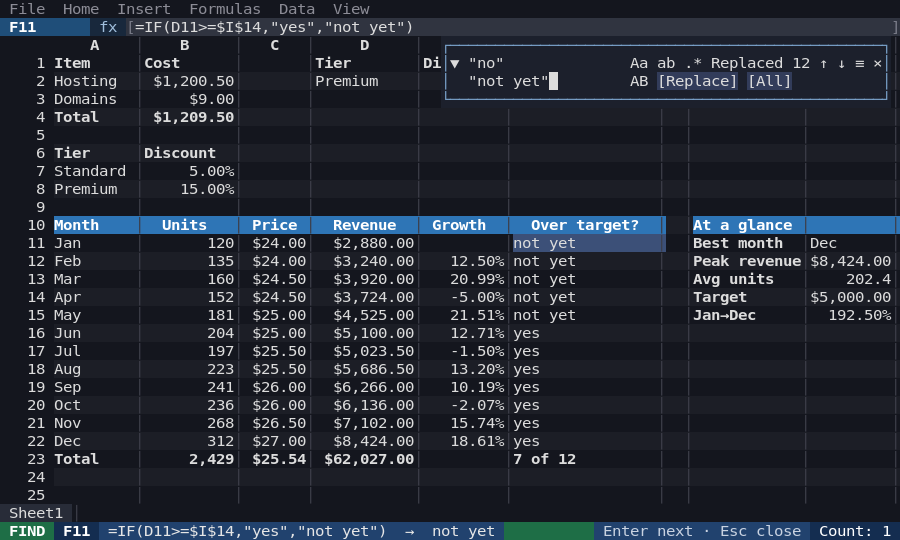 File Home Insert Formulas Data View
F11 fx [=IF(D11>=$I$14,"yes","not yet") ]
A B C D
1 Item Cost Tier Di ▼ "no" Aa ab .* Replaced 12 ↑ ↓ ≡ ×
2 Hosting $1,200.50 Premium "not yet" AB [Replace] [All]
3 Domains $9.00
4 Total $1,209.50
5
6 Tier Discount
7 Standard 5.00%
8 Premium 15.00%
9
10 Month Units Price Revenue Growth Over target? At a glance
11 Jan 120 $24.00 $2,880.00 not yet Best month Dec
12 Feb 135 $24.00 $3,240.00 12.50% not yet Peak revenue $8,424.00
13 Mar 160 $24.50 $3,920.00 20.99% not yet Avg units 202.4
14 Apr 152 $24.50 $3,724.00 -5.00% not yet Target $5,000.00
15 May 181 $25.00 $4,525.00 21.51% not yet Jan→Dec 192.50%
16 Jun 204 $25.00 $5,100.00 12.71% yes
17 Jul 197 $25.50 $5,023.50 -1.50% yes
18 Aug 223 $25.50 $5,686.50 13.20% yes
19 Sep 241 $26.00 $6,266.00 10.19% yes
20 Oct 236 $26.00 $6,136.00 -2.07% yes
21 Nov 268 $26.50 $7,102.00 15.74% yes
22 Dec 312 $27.00 $8,424.00 18.61% yes
23 Total 2,429 $25.54 $62,027.00 7 of 12
24
25
Sheet1
FIND F11 =IF(D11>=$I$14,"yes","not yet") → not yet Enter next · Esc close Count: 1